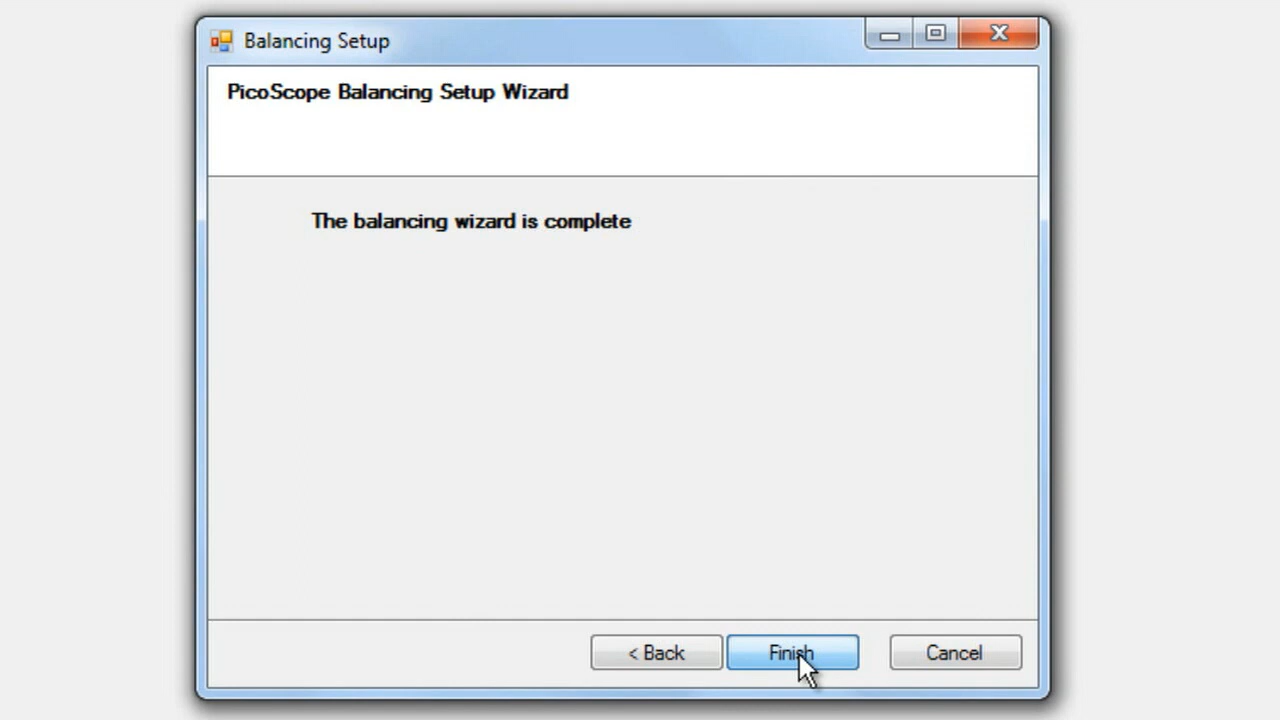 Balancing Setup
PicoScope Balancing Setup Wizard
The balancing wizard is complete
< Back
Finish
Cancel